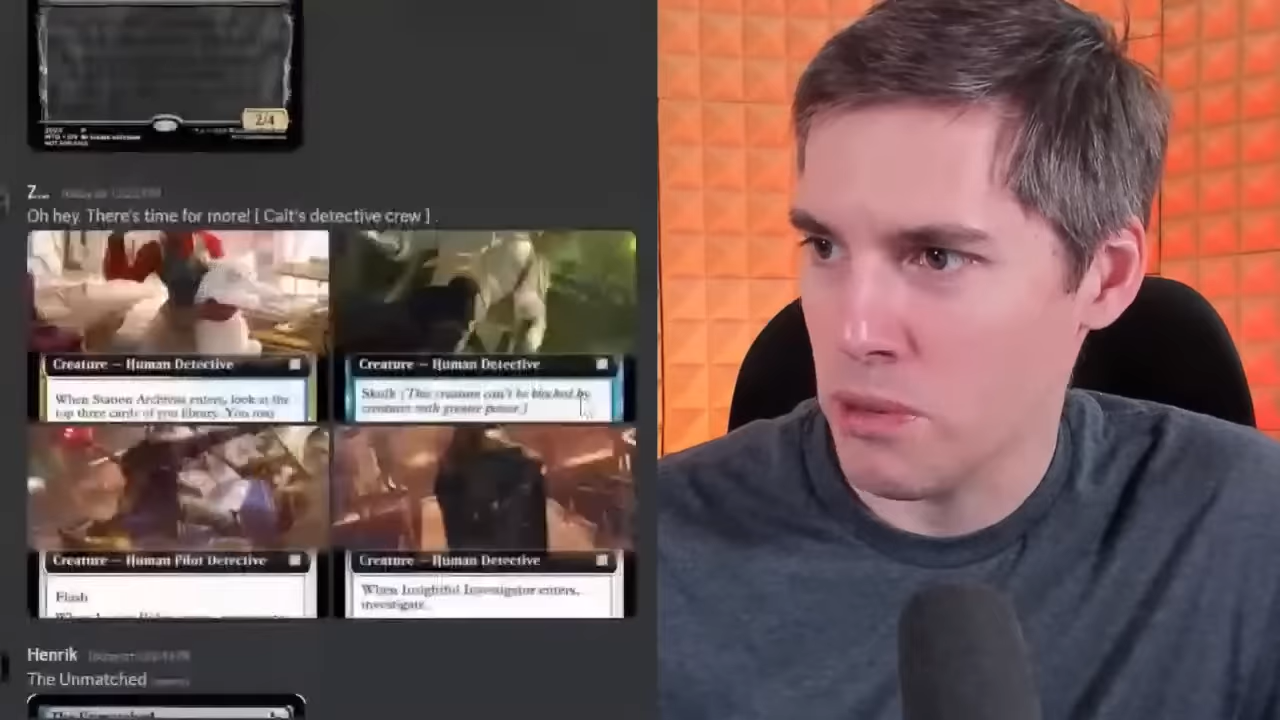 2/4
Z...
Oh hey. There's time for more! [ Cait's detective crew ]
Creature — Human Detective
When
enters, look at the
top three cards of you library. You may
Creature — Human Detective
Skulk (This creature can't be blocked by
creatures with greater power.)
Creature — Human Pilot Detective
Flash
Creature — Human Detective
When Insightful Investigator enters,
investigate.
Henrik
The Unmatched
The Unmatched